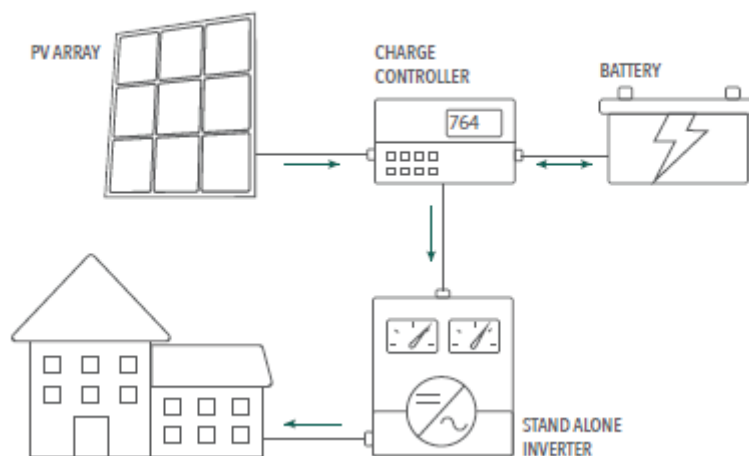 PV ARRAY
CHARGE
CONTROLLER
BATTERY
764
STAND ALONE
INVERTER